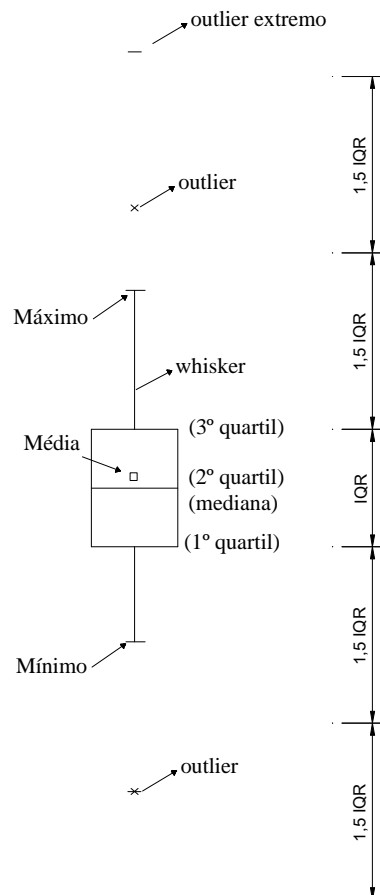 outlier extremo
1,5 IQR
outlier
1,5 IQR
Máximo
whisker
(3º quartil)
Média
(2º quartil)
(mediana)
IQR
(1º quartil)
1,5 IQR
Mínimo
outlier
1,5 IQR